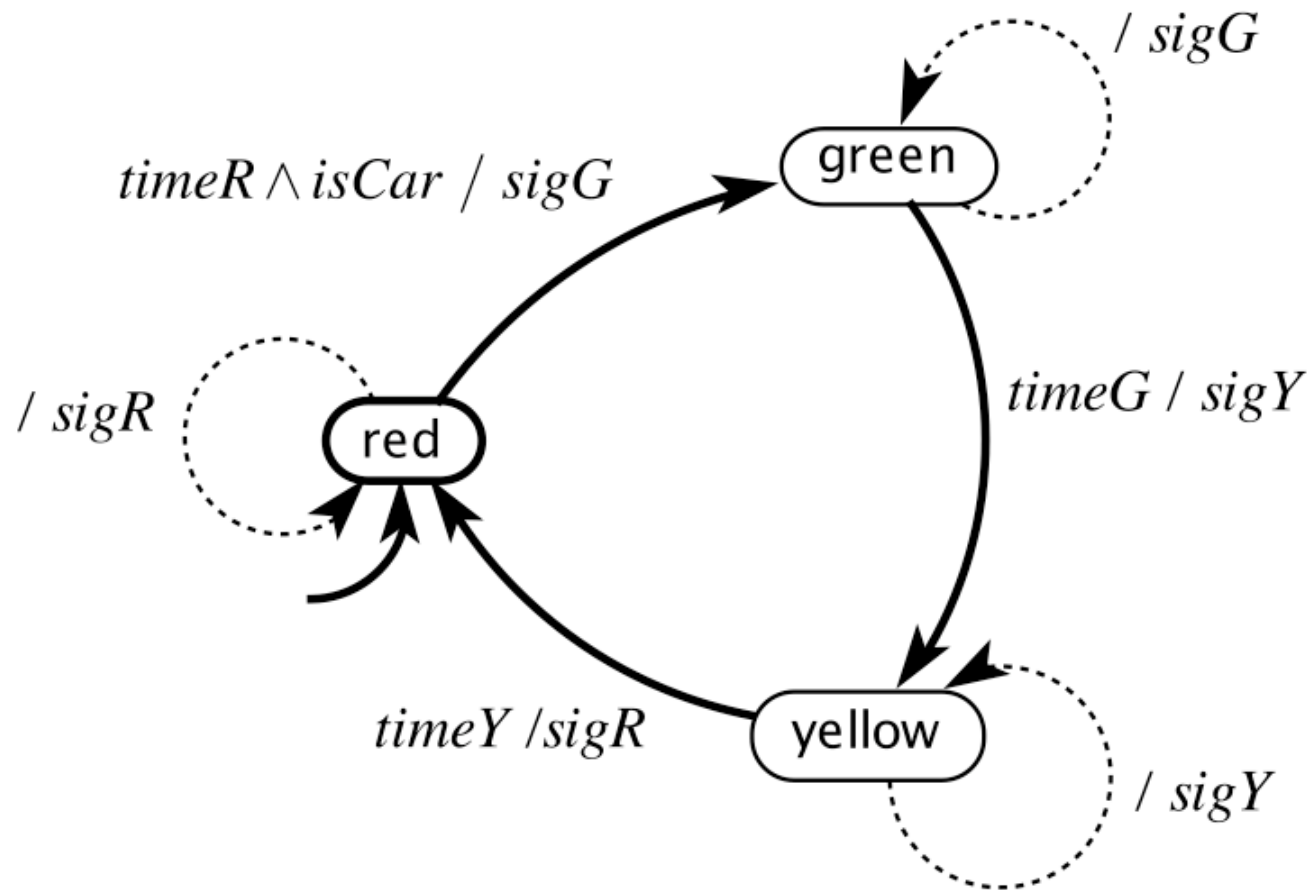 / sigG
green
timeR ∧ isCar / sigG
timeG / sigY
/ sigR
red
timeY /sigR
yellow
/ sigY